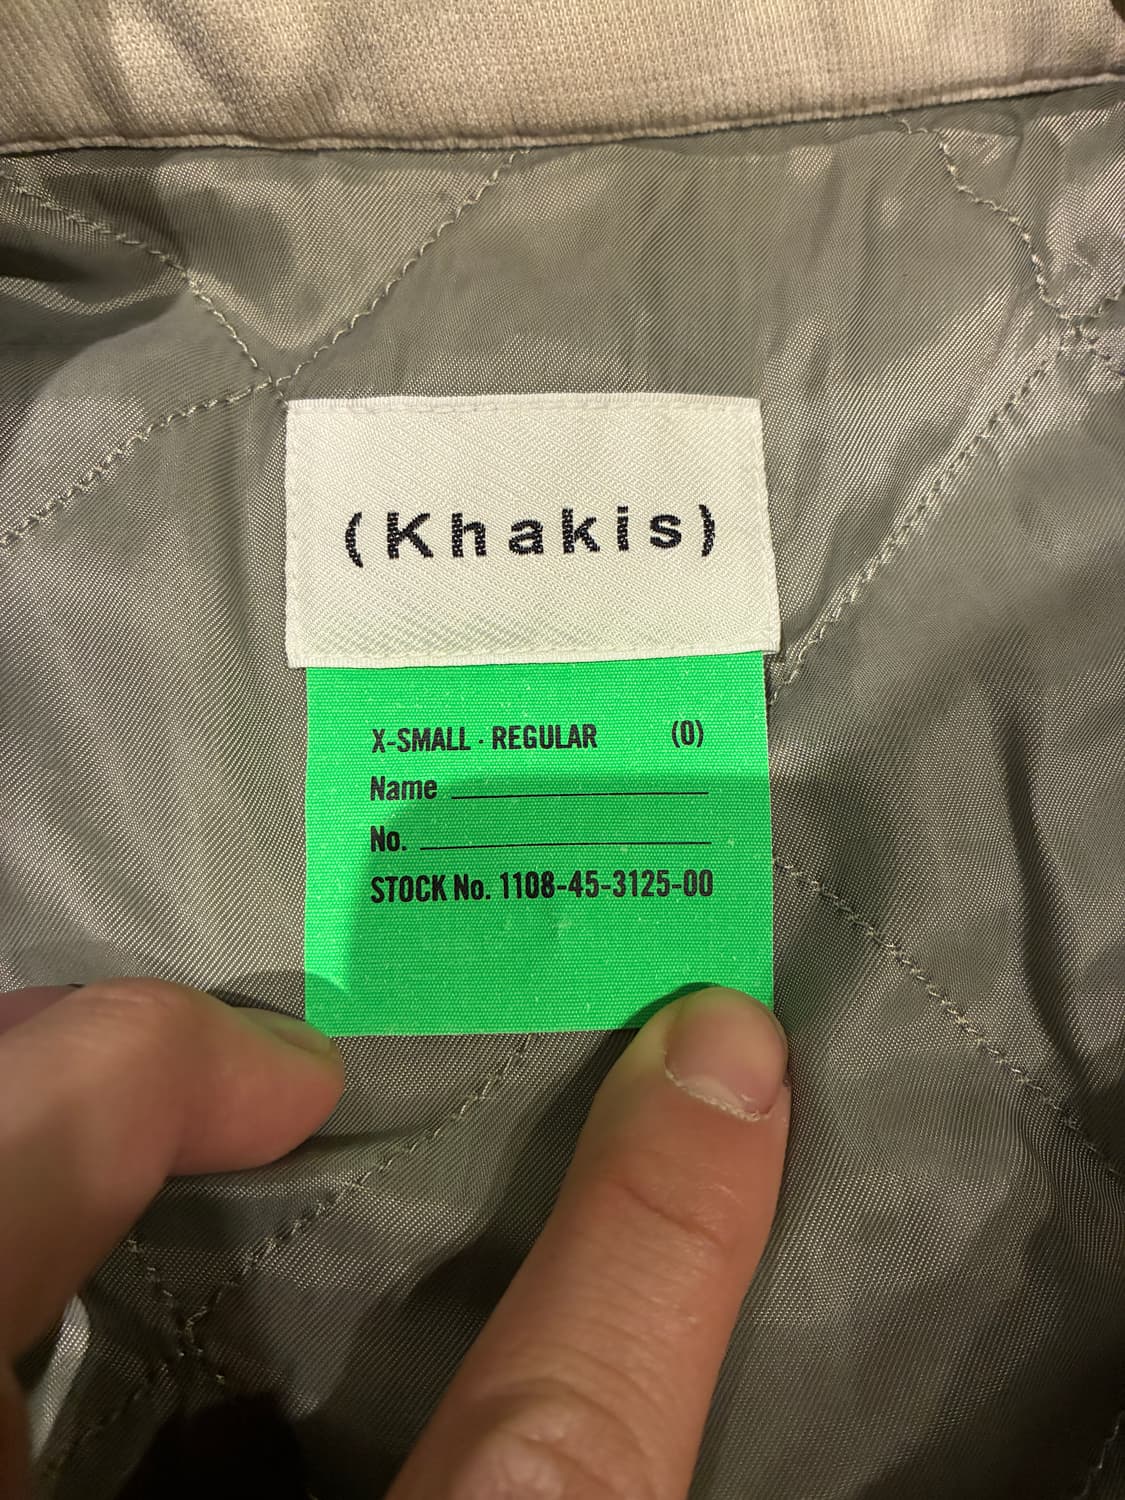 (Khakis)
X-SMALL · REGULAR (0)
Name
No.
STOCK No. 1108-45-3125-00